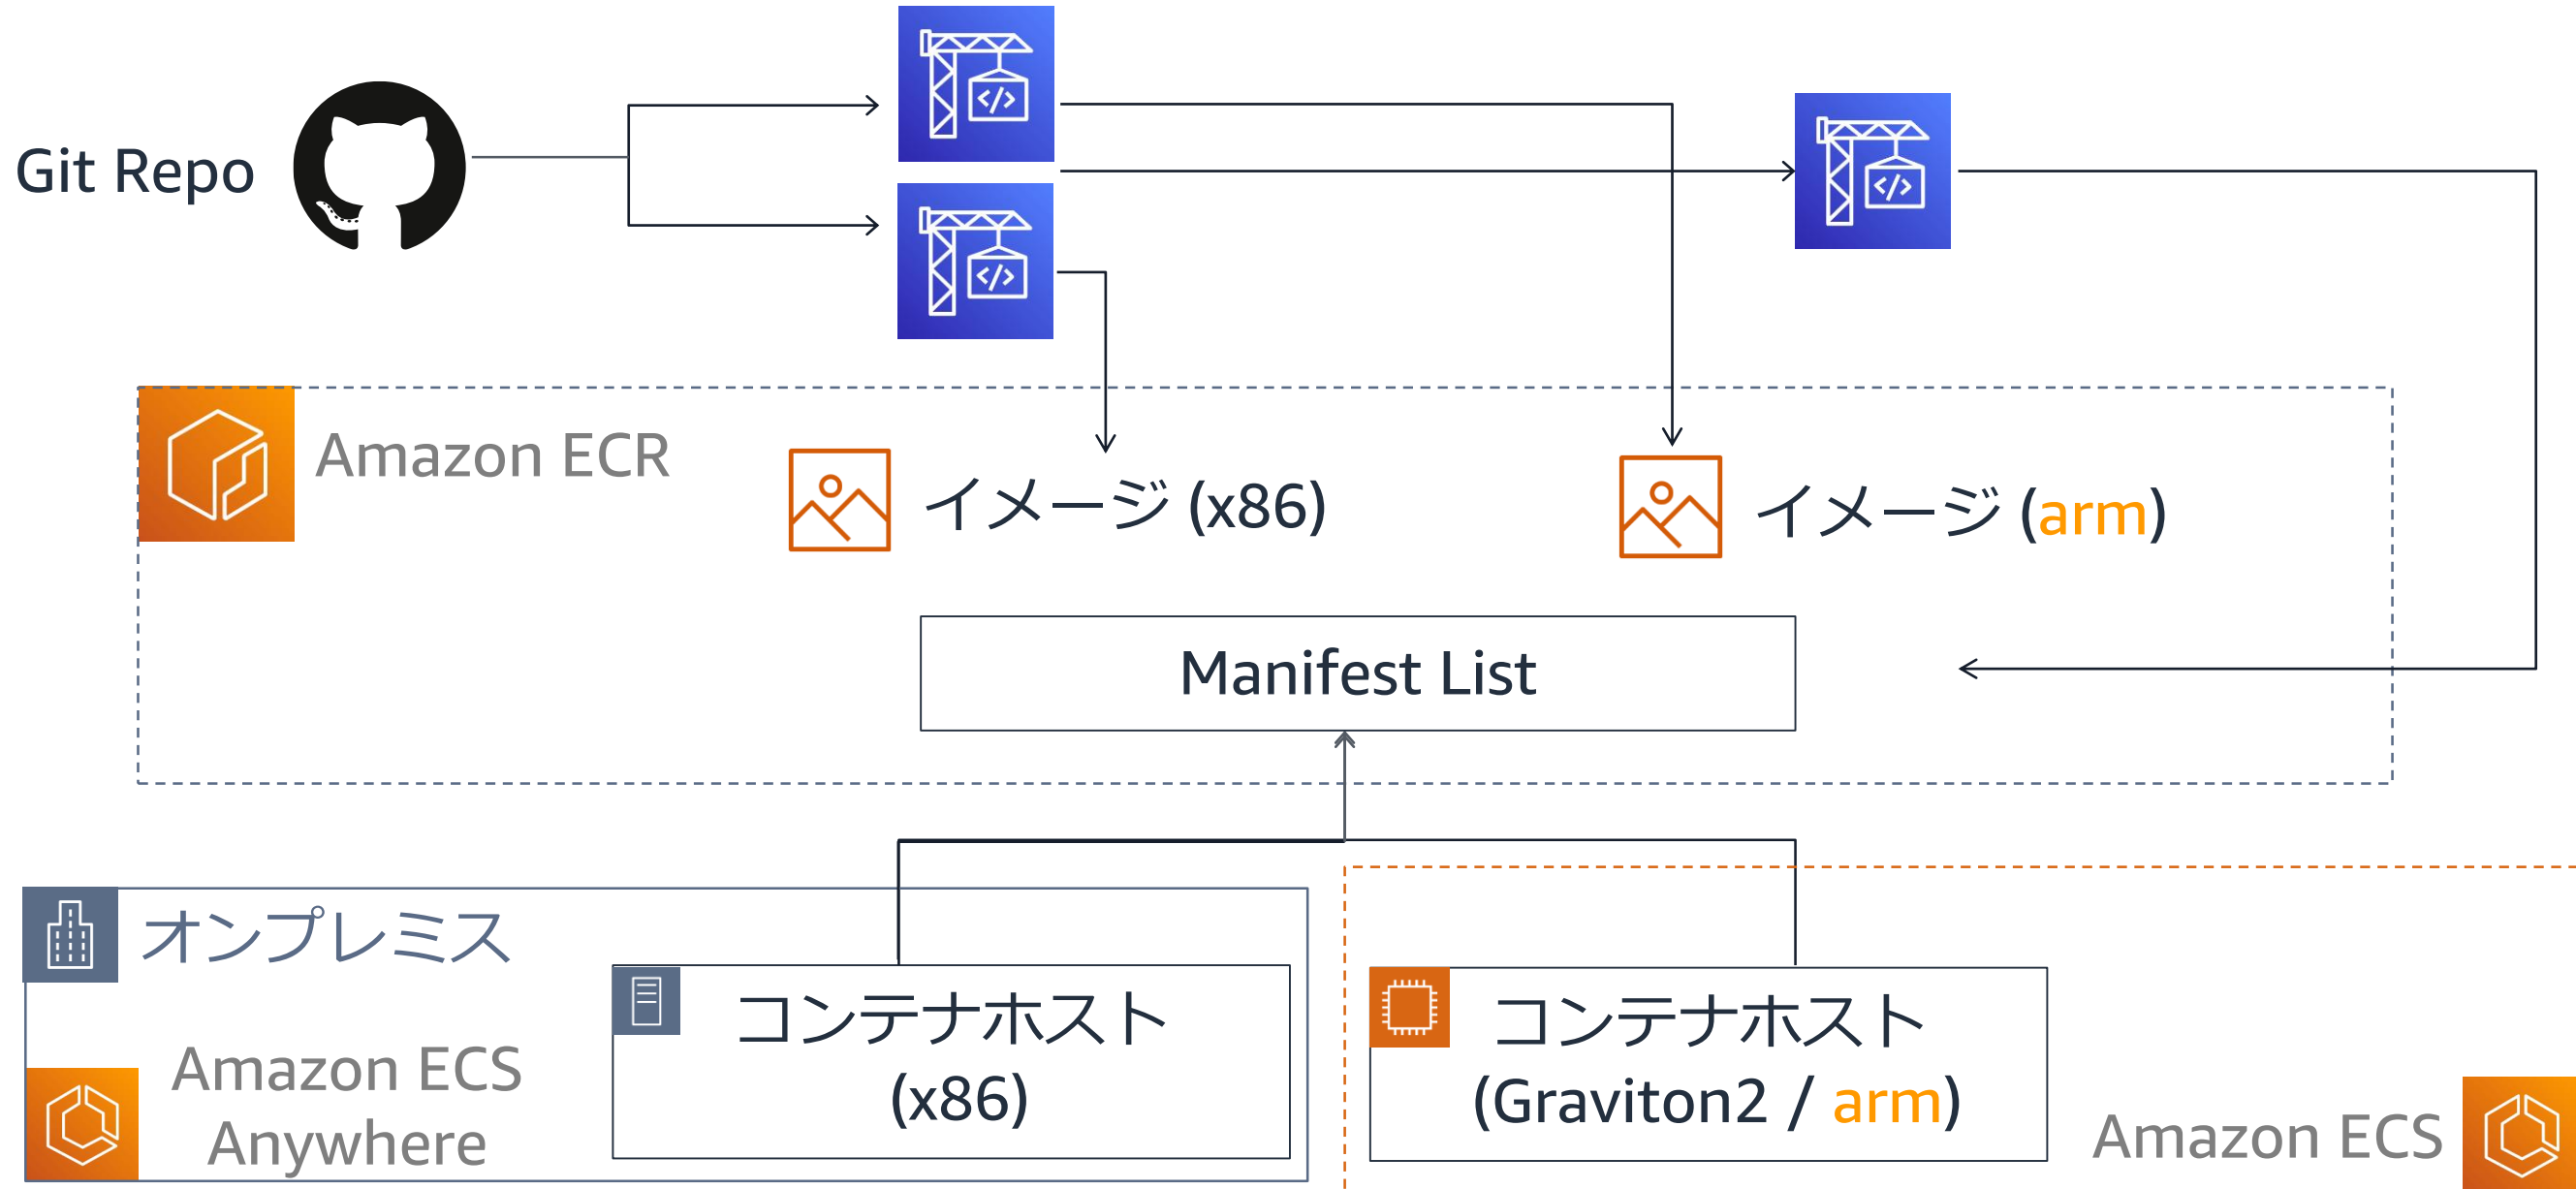 Git Repo
Amazon ECR
イメージ (x86)
イメージ (arm)
Manifest List
オンプレミス
Amazon ECS
Anywhere
コンテナホスト
(x86)
コンテナホスト
(Graviton2 / arm)
Amazon ECS